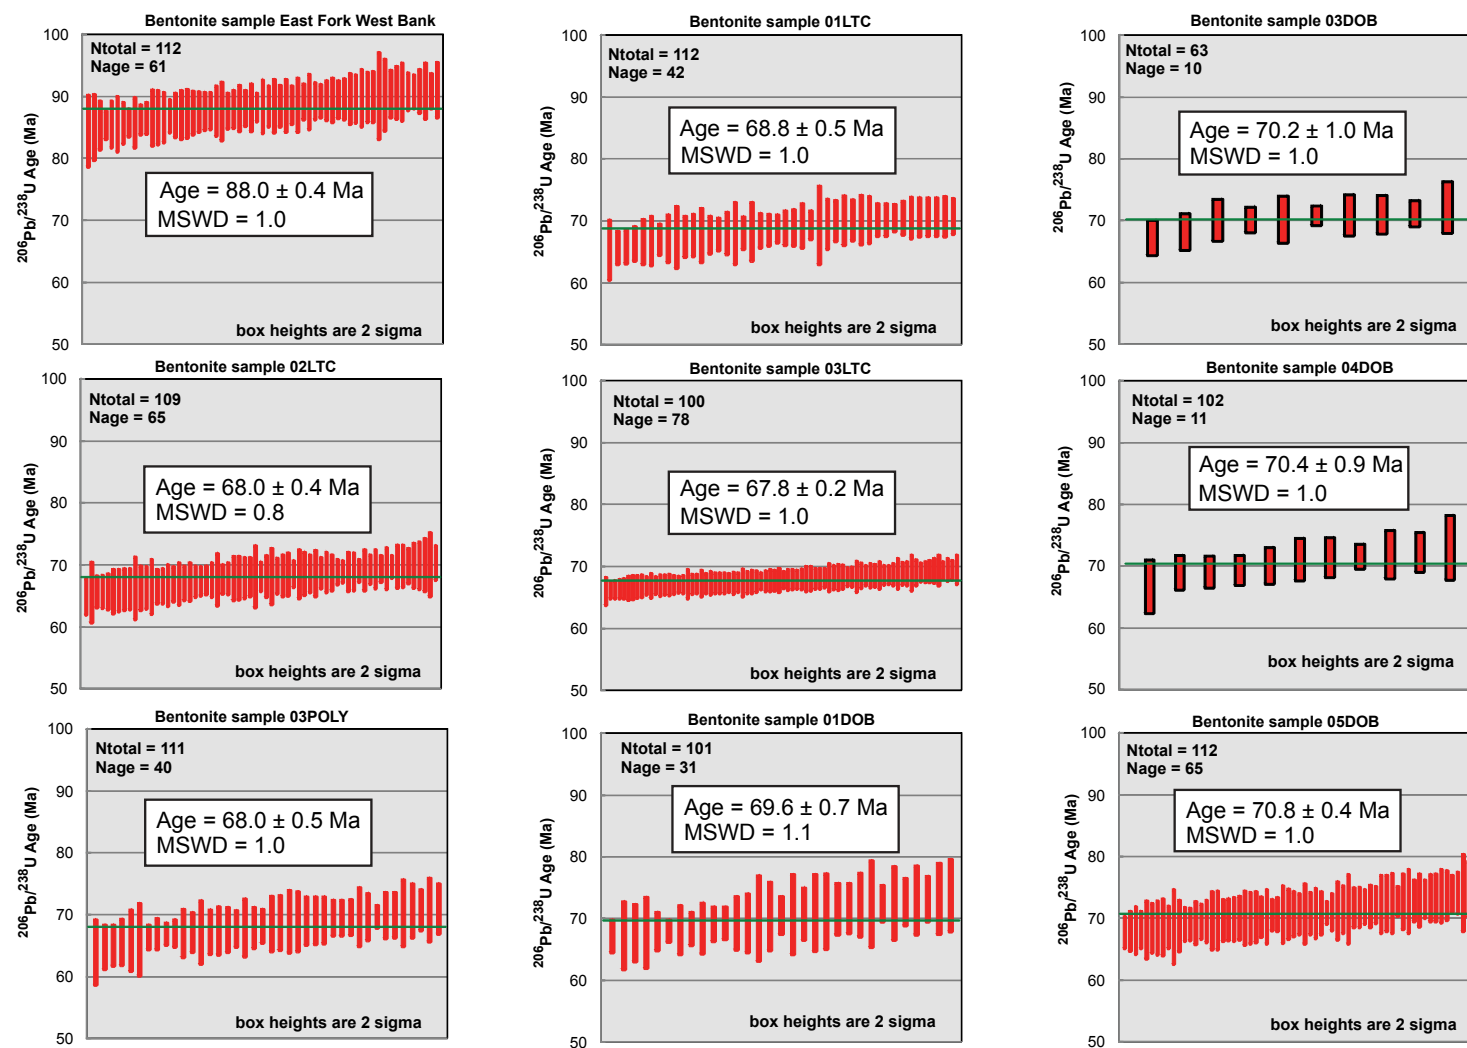 Bentonite sample East Fork West Bank
100
90
80
70
60
50
206Pb/238U Age (Ma)
Ntotal = 112
Nage = 61
Age = 88.0 ± 0.4 Ma
MSWD = 1.0
box heights are 2 sigma
Bentonite sample 01LTC
100
90
80
70
60
50
206Pb/238U Age (Ma)
Ntotal = 112
Nage = 42
Age = 68.8 ± 0.5 Ma
MSWD = 1.0
box heights are 2 sigma
Bentonite sample 03DOB
100
90
80
70
60
50
206Pb/238U Age (Ma)
Ntotal = 63
Nage = 10
Age = 70.2 ± 1.0 Ma
MSWD = 1.0
box heights are 2 sigma
Bentonite sample 02LTC
100
90
80
70
60
50
206Pb/238U Age (Ma)
Ntotal = 109
Nage = 65
Age = 68.0 ± 0.4 Ma
MSWD = 0.8
box heights are 2 sigma
Bentonite sample 03LTC
100
90
80
70
60
50
206Pb/238U Age (Ma)
Ntotal = 100
Nage = 78
Age = 67.8 ± 0.2 Ma
MSWD = 1.0
box heights are 2 sigma
Bentonite sample 04DOB
100
90
80
70
60
50
206Pb/238U Age (Ma)
Ntotal = 102
Nage = 11
Age = 70.4 ± 0.9 Ma
MSWD = 1.0
box heights are 2 sigma
Bentonite sample 03POLY
100
90
80
70
60
50
206Pb/238U Age (Ma)
Ntotal = 111
Nage = 40
Age = 68.0 ± 0.5 Ma
MSWD = 1.0
box heights are 2 sigma
Bentonite sample 01DOB
100
90
80
70
60
50
206Pb/238U Age (Ma)
Ntotal = 101
Nage = 31
Age = 69.6 ± 0.7 Ma
MSWD = 1.1
box heights are 2 sigma
Bentonite sample 05DOB
100
90
80
70
60
50
206Pb/238U Age (Ma)
Ntotal = 112
Nage = 65
Age = 70.8 ± 0.4 Ma
MSWD = 1.0
box heights are 2 sigma